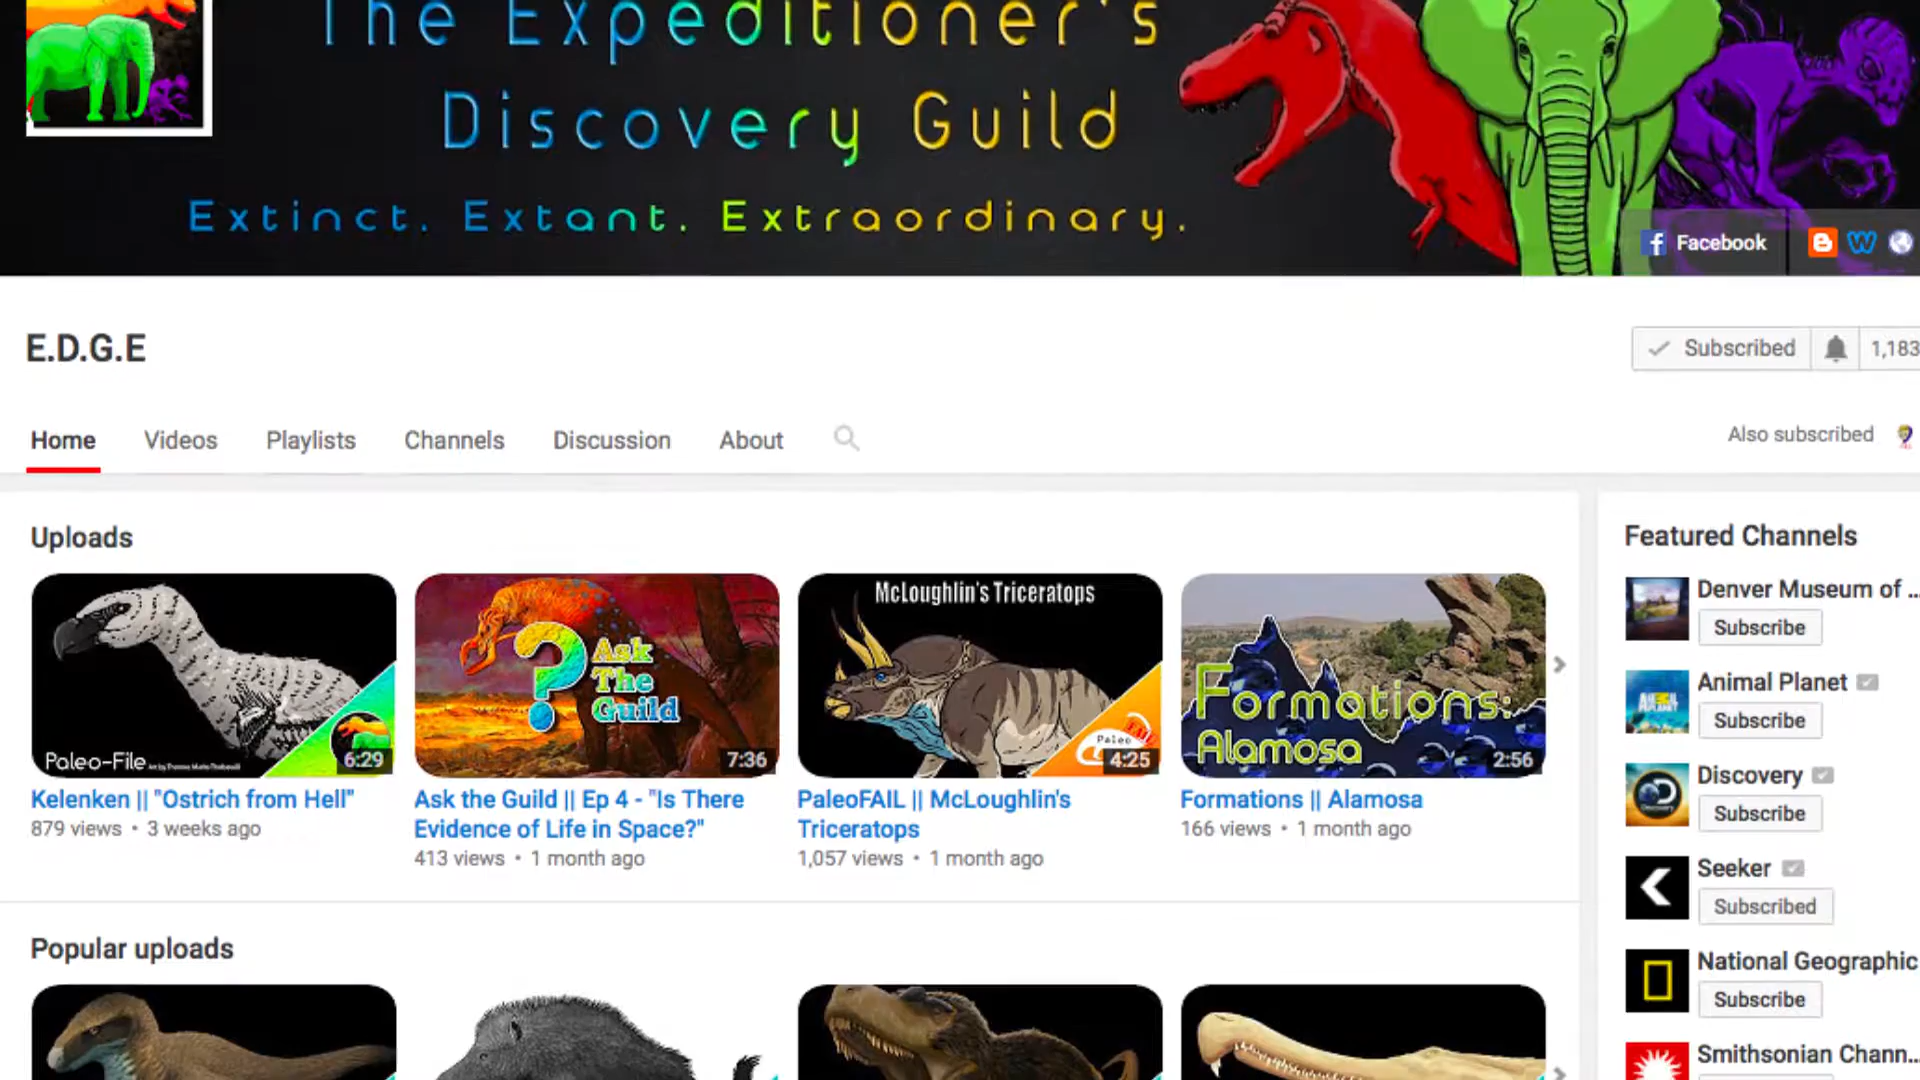 The Expeditioner's
Discovery Guild
Extinct. Extant. Extraordinary.
Facebook
E.D.G.E
Subscribed
1,183
Home
Videos
Playlists
Channels
Discussion
About
Also subscribed
Uploads
Featured Channels
Paleo-File
6:29
Kelenken || "Ostrich from Hell"
879 views • 3 weeks ago
?
Ask
The
Guild
7:36
Ask the Guild || Ep 4 - "Is There
Evidence of Life in Space?"
413 views • 1 month ago
McLoughlin's Triceratops
Paleo
4:25
PaleoFAIL || McLoughlin's
Triceratops
1,057 views • 1 month ago
Formations:
Alamosa
2:56
Formations || Alamosa
166 views • 1 month ago
Denver Museum of ...
Subscribe
Animal Planet
Subscribe
Discovery
Subscribe
Seeker
Subscribed
National Geographic
Subscribe
Smithsonian Chann...
Popular uploads